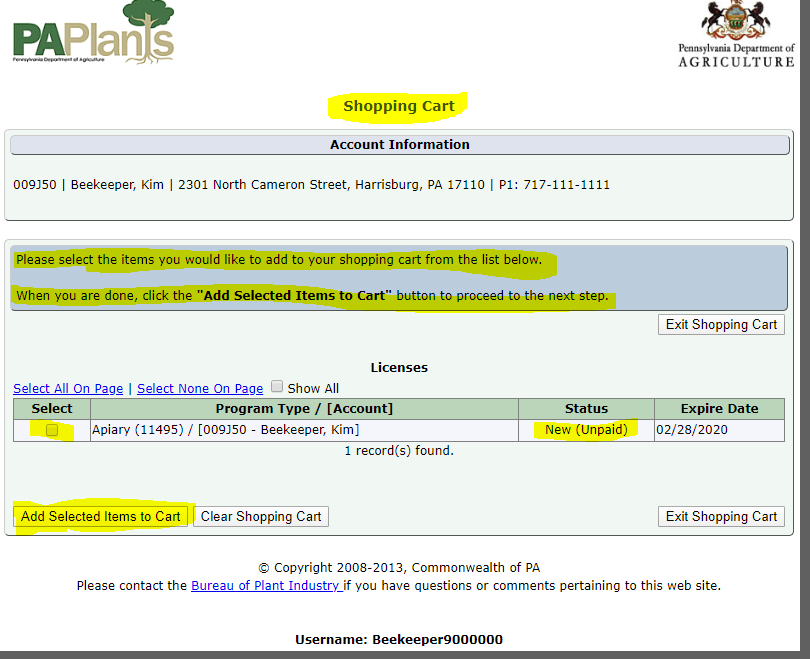 PAPlants
Pennsylvania Department of Agriculture
Pennsylvania Department of
AGRICULTURE
Shopping Cart
Account Information
009J50 | Beekeeper, Kim | 2301 North Cameron Street, Harrisburg, PA 17110 | P1: 717-111-1111
Please select the items you would like to add to your shopping cart from the list below.
When you are done, click the "Add Selected Items to Cart" button to proceed to the next step.
Exit Shopping Cart
Licenses
Select All On Page | Select None On Page Show All
Select Program Type / [Account] Status Expire Date
Apiary (11495) / [009J50 - Beekeeper, Kim] New (Unpaid) 02/28/2020
1 record(s) found.
Add Selected Items to Cart Clear Shopping Cart Exit Shopping Cart
© Copyright 2008-2013, Commonwealth of PA
Please contact the Bureau of Plant Industry if you have questions or comments pertaining to this web site.
Username: Beekeeper9000000